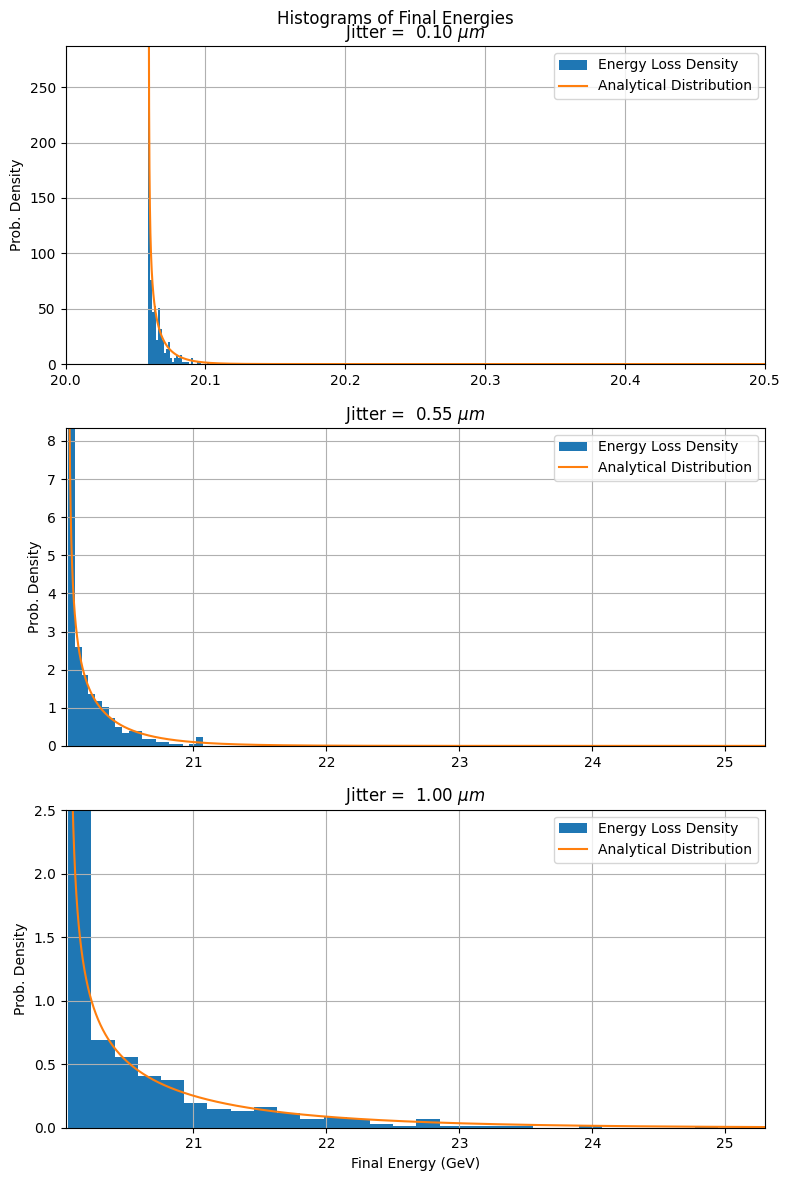 Histograms of Final Energies
Jitter = 0.10 μm
Energy Loss Density
Analytical Distribution
Prob. Density
250
200
150
100
50
0
20.0 20.1 20.2 20.3 20.4 20.5
Jitter = 0.55 μm
Energy Loss Density
Analytical Distribution
Prob. Density
8
7
6
5
4
3
2
1
0
21 22 23 24 25
Jitter = 1.00 μm
Energy Loss Density
Analytical Distribution
Prob. Density
2.5
2.0
1.5
1.0
0.5
0.0
21 22 23 24 25
Final Energy (GeV)